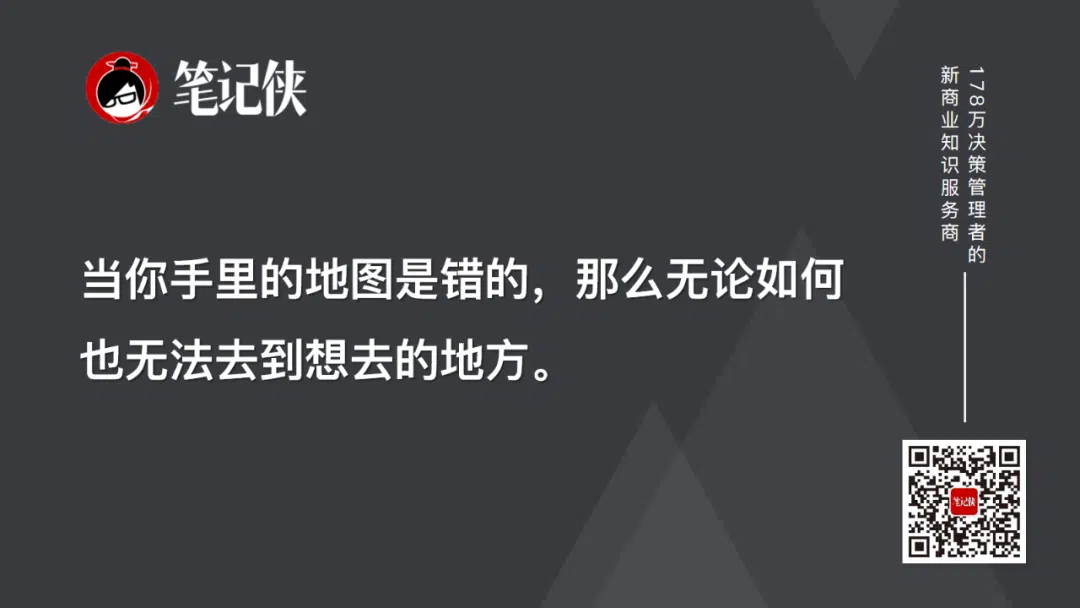 笔记侠
178万决策管理者的
新商业知识服务商
当你手里的地图是错的，那么无论如何
也无法去到想去的地方。
笔记侠